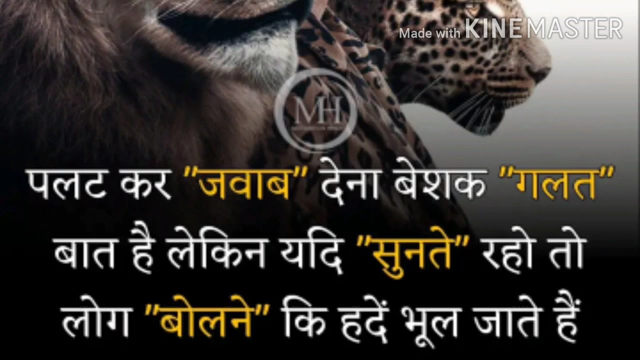 Made with KINEMASTER
MH
पलट कर "जवाब" देना बेशक "गलत"
बात है लेकिन यदि "सुनते" रहो तो
लोग "बोलने" कि हदें भूल जाते हैं